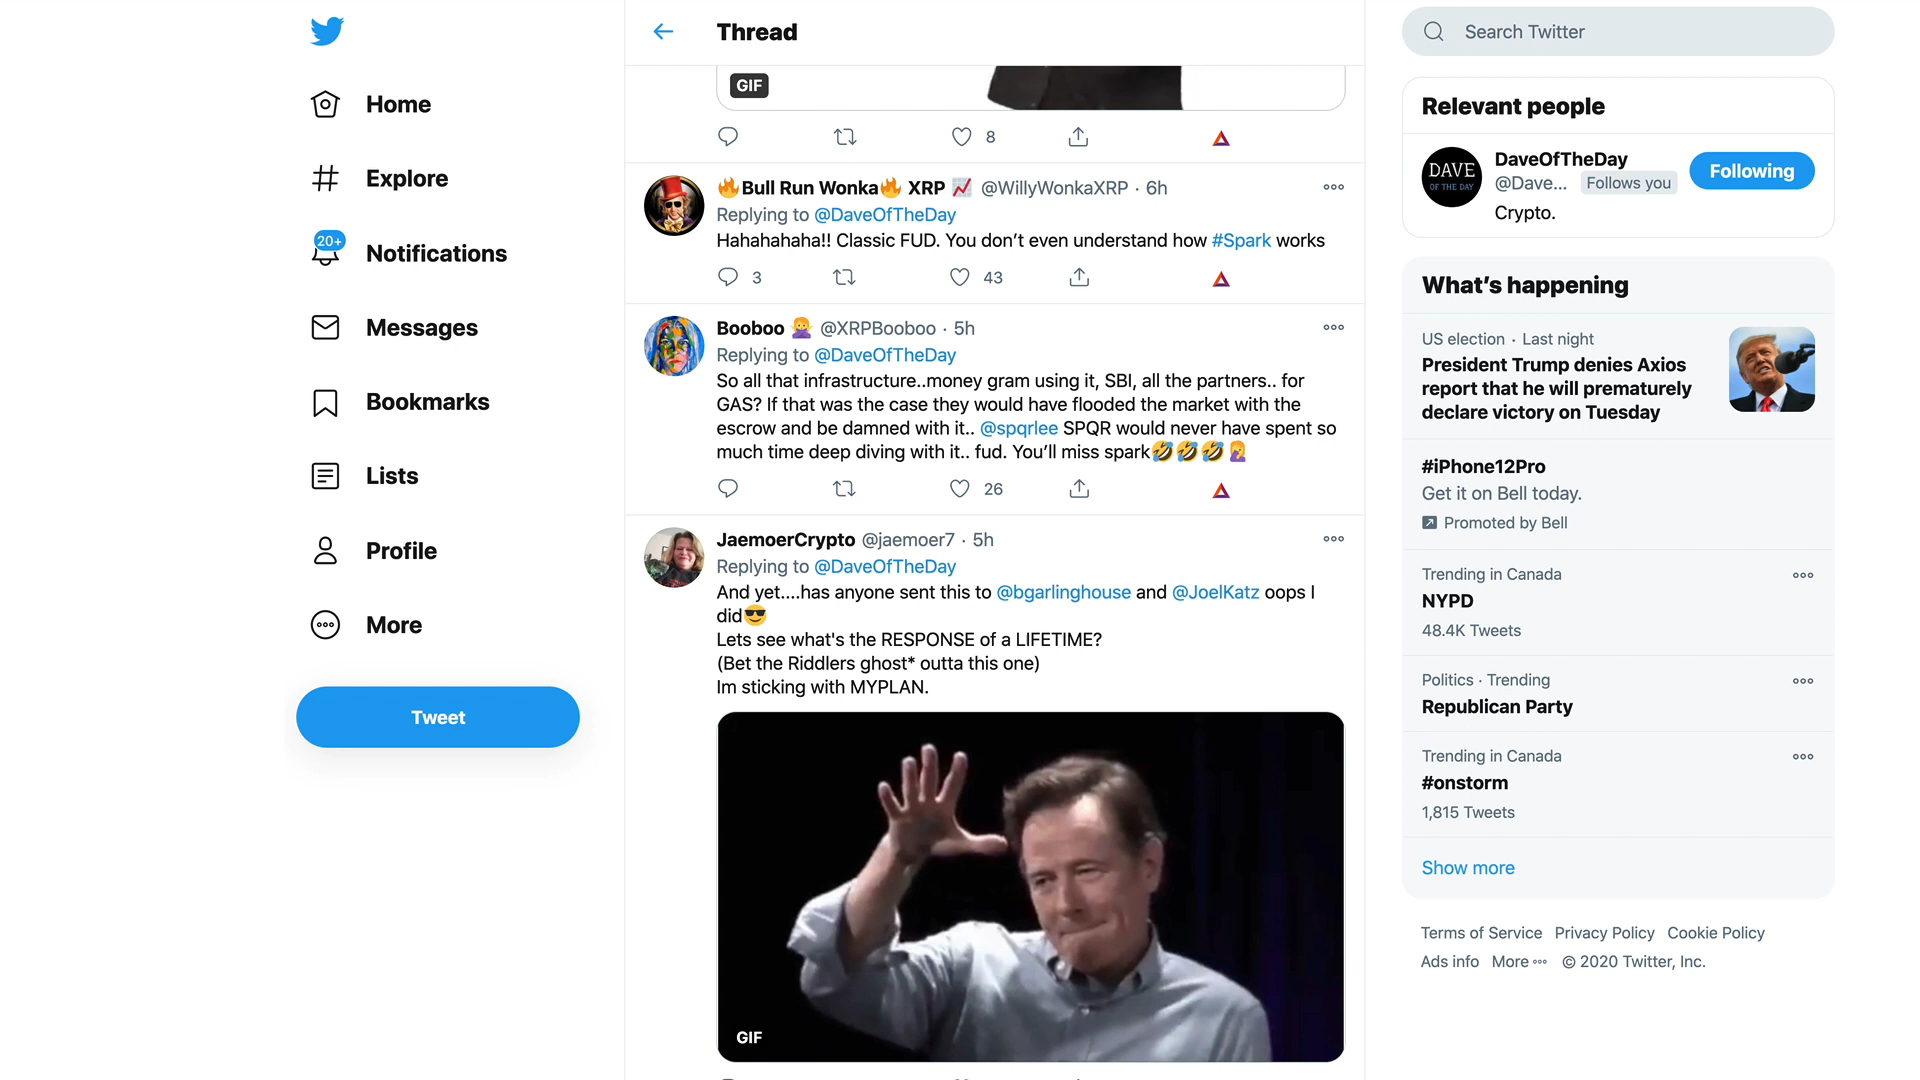 Home
Explore
20+
Notifications
Messages
Bookmarks
Lists
Profile
More
Tweet
Thread
GIF
8
🔥Bull Run Wonka🔥 XRP 📈 @WillyWonkaXRP · 6h
Replying to @DaveOfTheDay
Hahahahaha!! Classic FUD. You don’t even understand how #Spark works
3
43
Booboo 🙅‍♀️ @XRPBooboo · 5h
Replying to @DaveOfTheDay
So all that infrastructure..money gram using it, SBI, all the partners.. for
GAS? If that was the case they would have flooded the market with the
escrow and be damned with it.. @spqrlee SPQR would never have spent so
much time deep diving with it.. fud. You’ll miss spark🤣🤣🤣🤦‍♀️
26
JaemoerCrypto @jaemoer7 · 5h
Replying to @DaveOfTheDay
And yet....has anyone sent this to @bgarlinghouse and @JoelKatz oops I
did😎
Lets see what's the RESPONSE of a LIFETIME?
(Bet the Riddlers ghost* outta this one)
Im sticking with MYPLAN.
GIF
Search Twitter
Relevant people
DAVE
OF THE DAY
DaveOfTheDay
@Dave... Follows you
Following
Crypto.
What’s happening
US election · Last night
President Trump denies Axios
report that he will prematurely
declare victory on Tuesday
#iPhone12Pro
Get it on Bell today.
Promoted by Bell
Trending in Canada
NYPD
48.4K Tweets
Politics · Trending
Republican Party
Trending in Canada
#onstorm
1,815 Tweets
Show more
Terms of Service Privacy Policy Cookie Policy
Ads info More © 2020 Twitter, Inc.